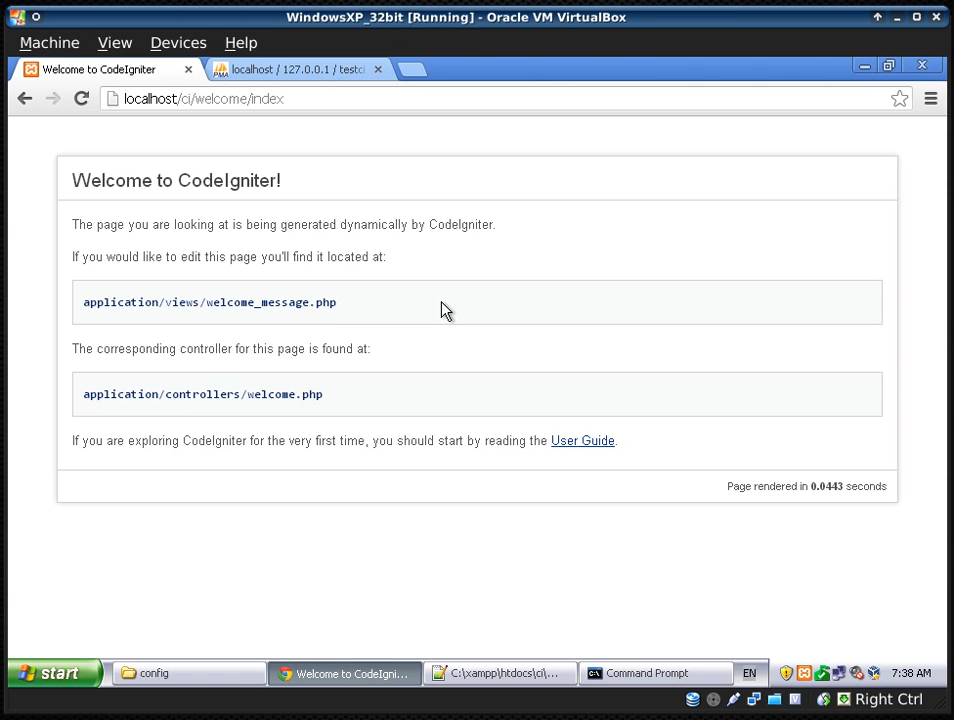 WindowsXP_32bit [Running] - Oracle VM VirtualBox
Machine View Devices Help
Welcome to CodeIgniter
PMA localhost / 127.0.0.1 / testci
localhost/ci/welcome/index
Welcome to CodeIgniter!
The page you are looking at is being generated dynamically by CodeIgniter.
If you would like to edit this page you'll find it located at:
application/views/welcome_message.php
The corresponding controller for this page is found at:
application/controllers/welcome.php
If you are exploring CodeIgniter for the very first time, you should start by reading the User Guide.
Page rendered in 0.0443 seconds
start config Welcome to CodeIgni... C:\xampp\htdocs\ci\... Command Prompt EN 7:38 AM
Right Ctrl